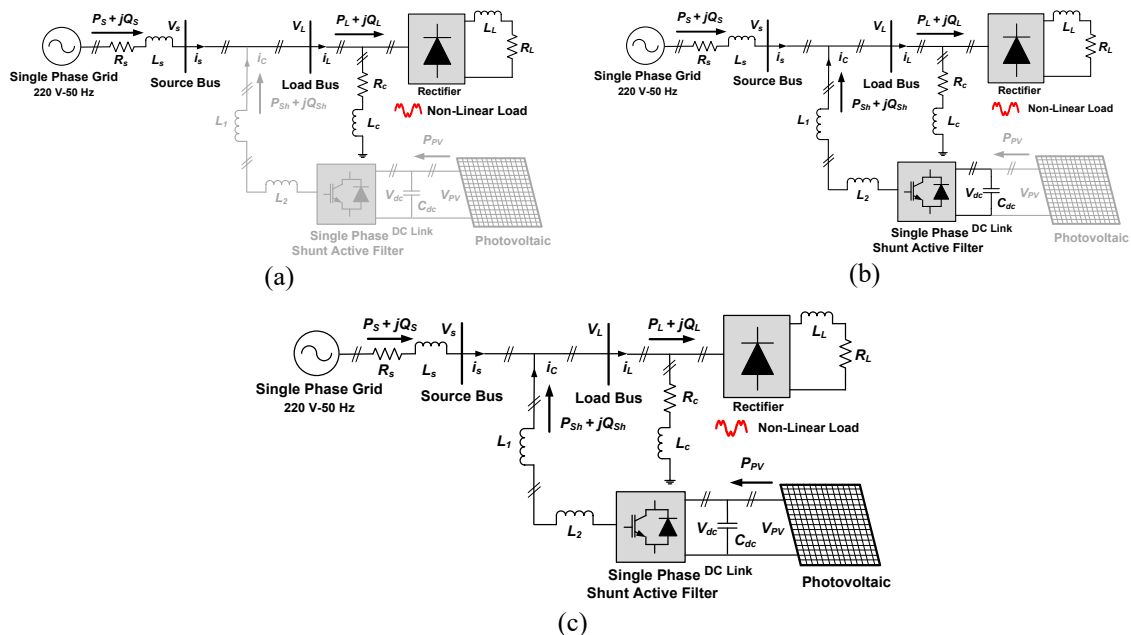 P_S + jQ_S
V_s
V_L
P_L + jQ_L
L_L
R_L
R_s
L_s
i_s
i_C
i_L
Single Phase Grid
220 V-50 Hz
Source Bus
Load Bus
Rectifier
R_c
Non-Linear Load
P_Sh + jQ_Sh
L_1
L_c
P_PV
L_2
V_dc
C_dc
V_PV
DC Link
Single Phase
Shunt Active Filter
Photovoltaic
(a)
P_S + jQ_S
V_s
V_L
P_L + jQ_L
L_L
R_L
R_s
L_s
i_s
i_C
i_L
Single Phase Grid
220 V-50 Hz
Source Bus
Load Bus
Rectifier
R_c
Non-Linear Load
P_Sh + jQ_Sh
L_1
L_c
P_PV
L_2
V_dc
C_dc
V_PV
DC Link
Single Phase
Shunt Active Filter
Photovoltaic
(b)
P_S + jQ_S
V_s
V_L
P_L + jQ_L
L_L
R_L
R_s
L_s
i_s
i_C
i_L
Single Phase Grid
220 V-50 Hz
Source Bus
Load Bus
Rectifier
R_c
Non-Linear Load
P_Sh + jQ_Sh
L_1
L_c
P_PV
L_2
V_dc
C_dc
V_PV
DC Link
Single Phase
Shunt Active Filter
Photovoltaic
(c)